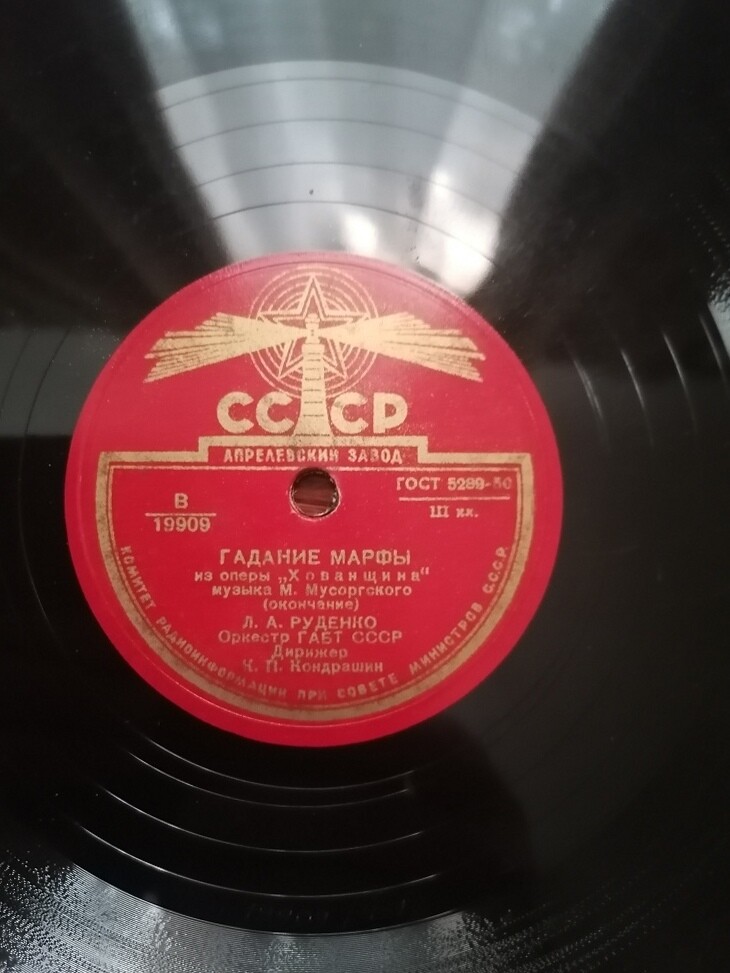 СССР
АПРЕЛЕВСКИЙ ЗАВОД
ГОСТ 5289-50
В
19909
III кл.
ГАДАНИЕ МАРФЫ
из оперы „Хованщина“
музыка М. Мусоргского
(окончание)
Л. А. РУДЕНКО
Оркестр ГАБТ СССР
Дирижер
К. П. Кондрашин
КОМИТЕТ РАДИОИНФОРМАЦИИ ПРИ СОВЕТЕ МИНИСТРОВ С.С.С.Р.